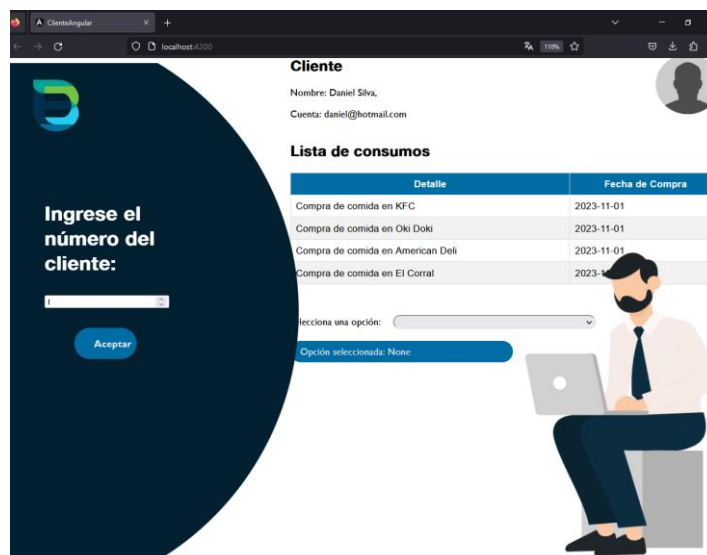 ClienteAngular
localhost:4200
110%
Cliente
Nombre: Daniel Silva,
Cuenta: daniel@hotmail.com
Lista de consumos
Detalle Fecha de Compra
Compra de comida en KFC 2023-11-01
Compra de comida en Oki Doki 2023-11-01
Compra de comida en American Deli 2023-11-01
Compra de comida en El Corral
Ingrese el
número del
cliente:
1
Aceptar
elecciona una opción:
Opción seleccionada: None